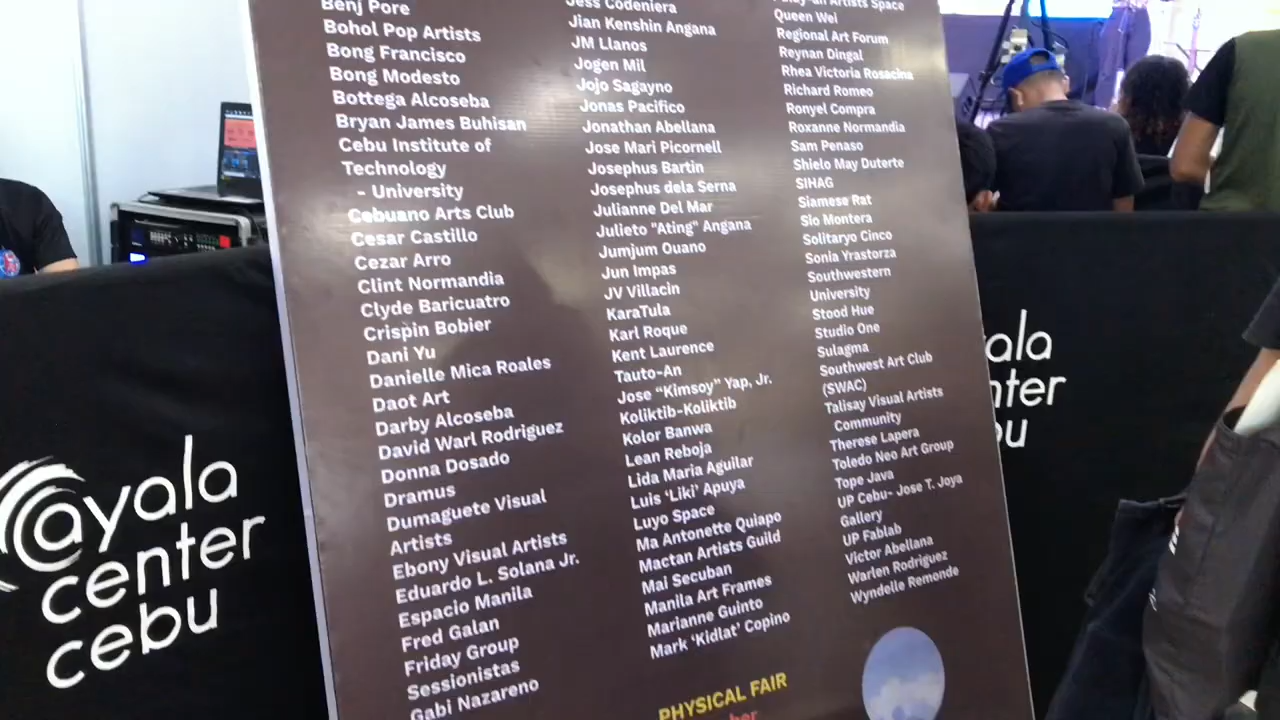 Benj Pore
Bohol Pop Artists
Bong Francisco
Bong Modesto
Bottega Alcoseba
Bryan James Buhisan
Cebu Institute of
Technology
- University
Cebuano Arts Club
Cesar Castillo
Cezar Arro
Clint Normandia
Clyde Baricuatro
Crispin Bobier
Dani Yu
Danielle Mica Roales
Daot Art
Darby Alcoseba
David Warl Rodriguez
Donna Dosado
Dramus
Dumaguete Visual
Artists
Ebony Visual Artists
Eduardo L. Solana Jr.
Espacio Manila
Fred Galan
Friday Group
Sessionistas
Gabi Nazareno
Jess Codeniera
Jian Kenshin Angana
JM Llanos
Jogen Mil
Jojo Sagayno
Jonas Pacifico
Jonathan Abellana
Jose Mari Picornell
Josephus Bartin
Josephus dela Serna
Julianne Del Mar
Julieto "Ating" Angana
Jumjum Ouano
Jun Impas
JV Villacin
KaraTula
Karl Roque
Kent Laurence
Tauto-An
Jose “Kimsoy” Yap, Jr.
Koliktib-Koliktib
Kolor Banwa
Lean Reboja
Lida Maria Aguilar
Luis ‘Liki’ Apuya
Luyo Space
Ma Antonette Quiapo
Mactan Artists Guild
Mai Secuban
Manila Art Frames
Marianne Guinto
Mark ‘Kidlat’ Copino
Artists Space
Queen Wei
Regional Art Forum
Reynan Dingal
Rhea Victoria Rosacina
Richard Romeo
Ronyel Compra
Roxanne Normandia
Sam Penaso
Shielo May Duterte
SIHAG
Siamese Rat
Sio Montera
Solitaryo Cinco
Sonia Yrastorza
Southwestern
University
Stood Hue
Studio One
Sulagma
Southwest Art Club
(SWAC)
Talisay Visual Artists
Community
Therese Lapera
Toledo Neo Art Group
Tope Java
UP Cebu- Jose T. Joya
Gallery
UP Fablab
Victor Abellana
Warlen Rodriguez
Wyndelle Remonde
PHYSICAL FAIR
ayala
center
cebu